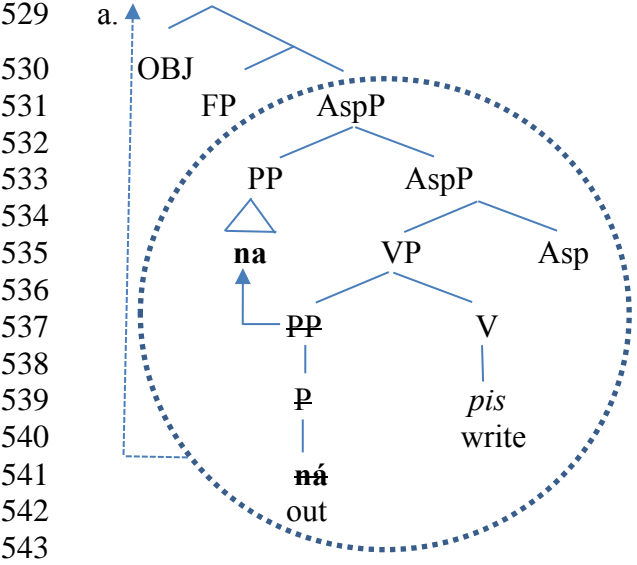 529 a.
530 OBJ
531 FP AspP
532
533 PP AspP
534
535 na VP Asp
536
537 PP V
538
539 P pis
540 write
541 ná
542 out
543